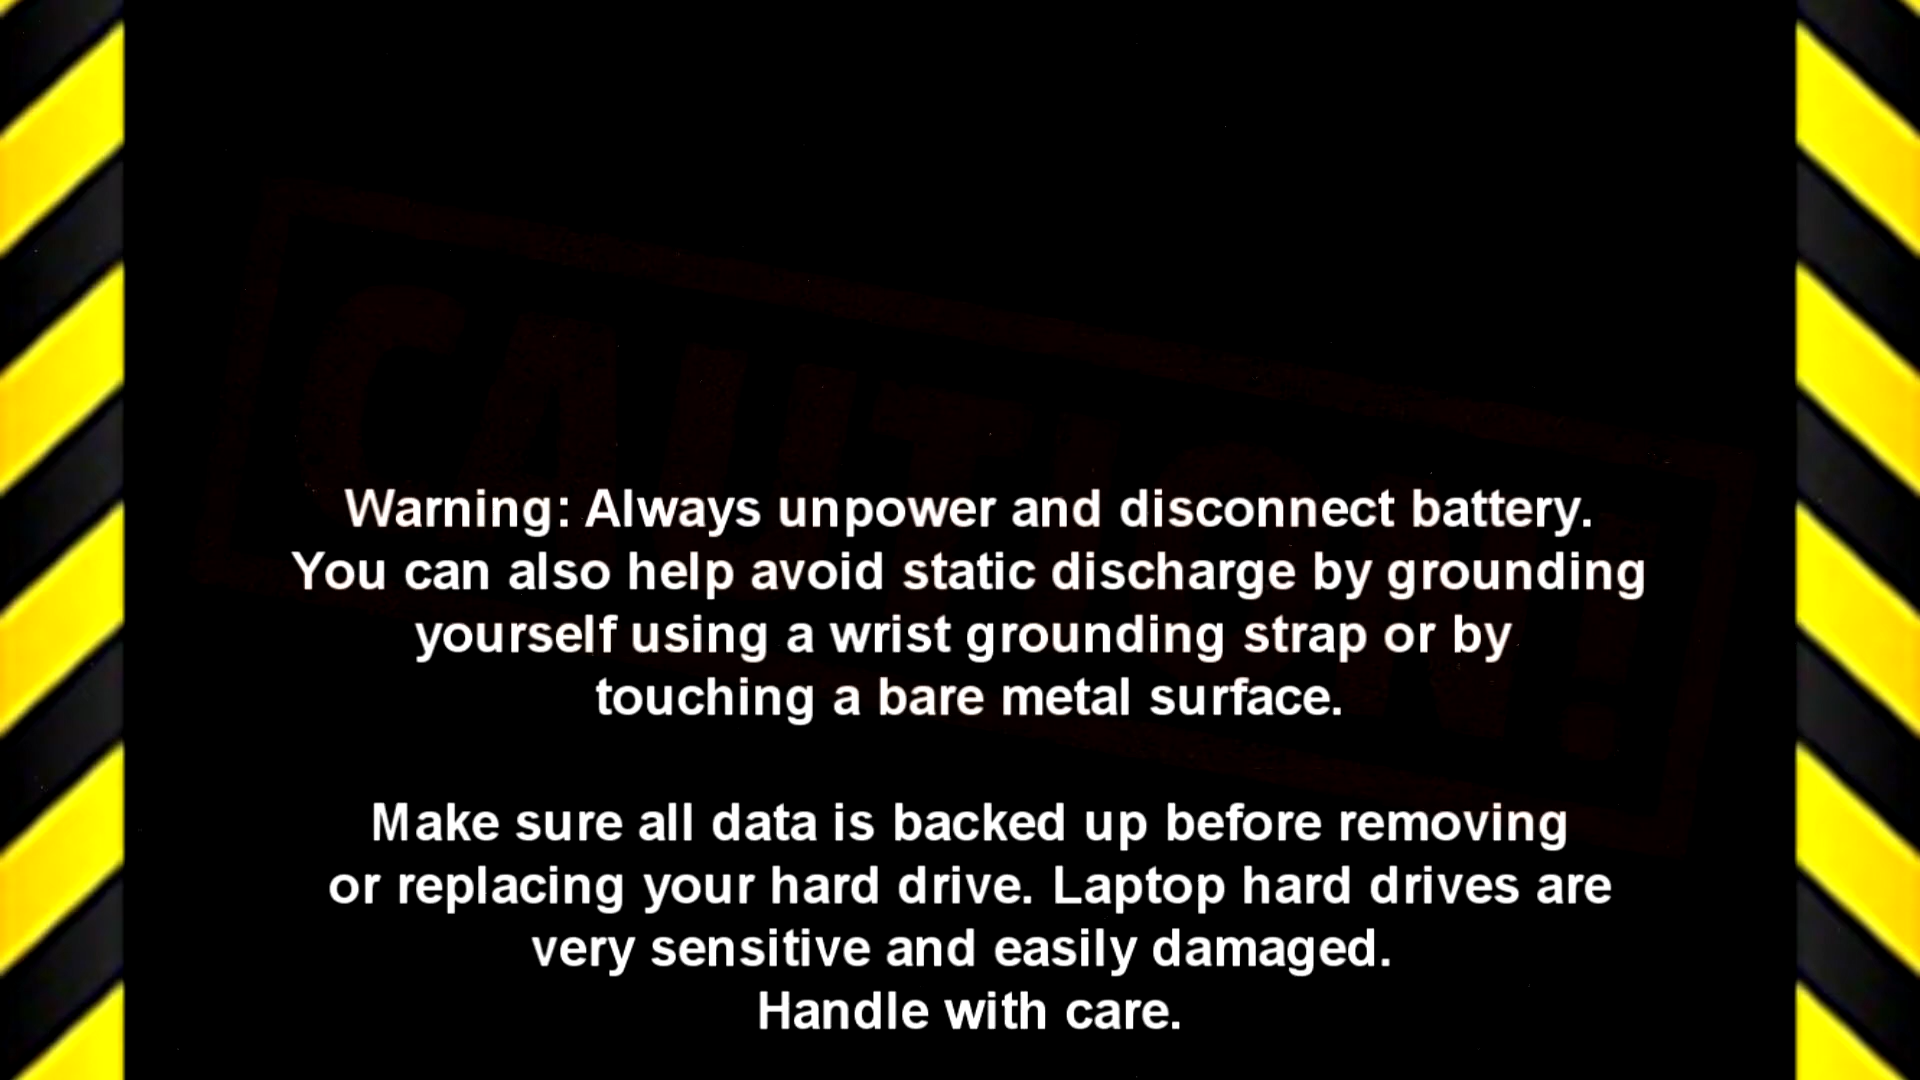 CAUTION!
Warning: Always unpower and disconnect battery.
You can also help avoid static discharge by grounding
yourself using a wrist grounding strap or by
touching a bare metal surface.
Make sure all data is backed up before removing
or replacing your hard drive. Laptop hard drives are
very sensitive and easily damaged.
Handle with care.